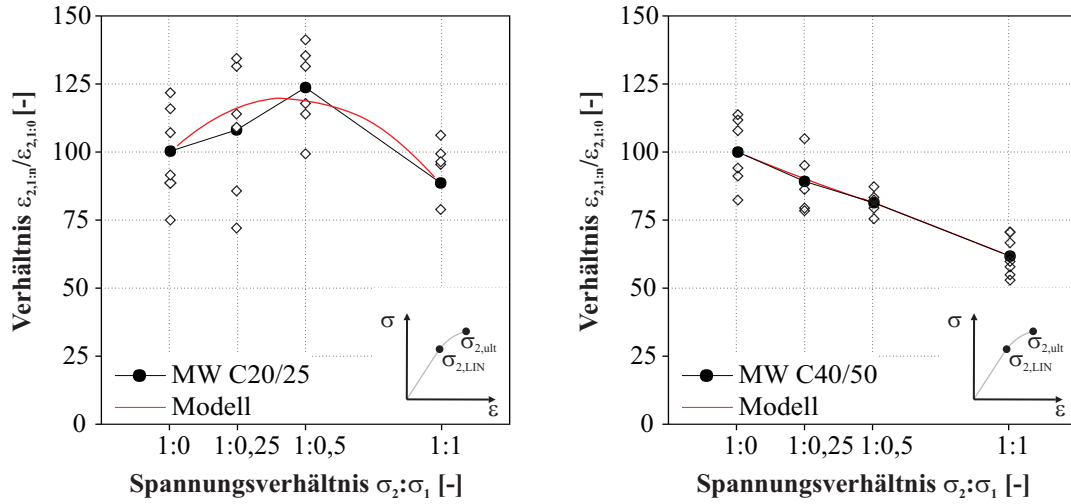 150
125
100
75
50
25
0
Verhältnis ε2,1:n/ε2,1:0 [-]
σ
σ2,ult
σ2,LIN
ε
MW C20/25
Modell
1:0 1:0,25 1:0,5 1:1
Spannungsverhältnis σ2:σ1 [-]
150
125
100
75
50
25
0
Verhältnis ε2,1:n/ε2,1:0 [-]
σ
σ2,ult
σ2,LIN
ε
MW C40/50
Modell
1:0 1:0,25 1:0,5 1:1
Spannungsverhältnis σ2:σ1 [-]